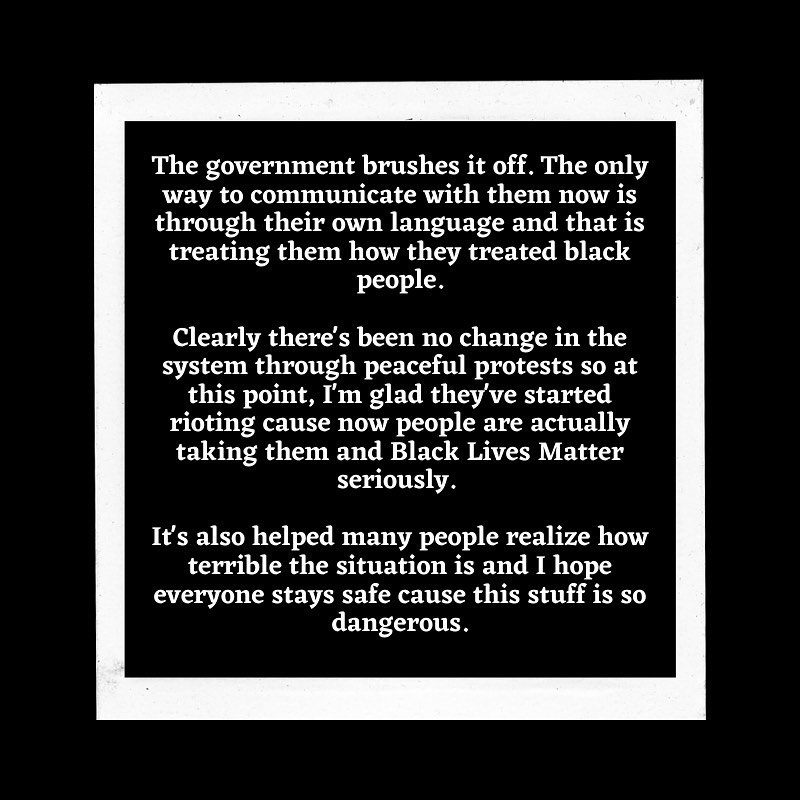 The government brushes it off. The only
way to communicate with them now is
through their own language and that is
treating them how they treated black
people.
Clearly there's been no change in the
system through peaceful protests so at
this point, I'm glad they've started
rioting cause now people are actually
taking them and Black Lives Matter
seriously.
It's also helped many people realize how
terrible the situation is and I hope
everyone stays safe cause this stuff is so
dangerous.